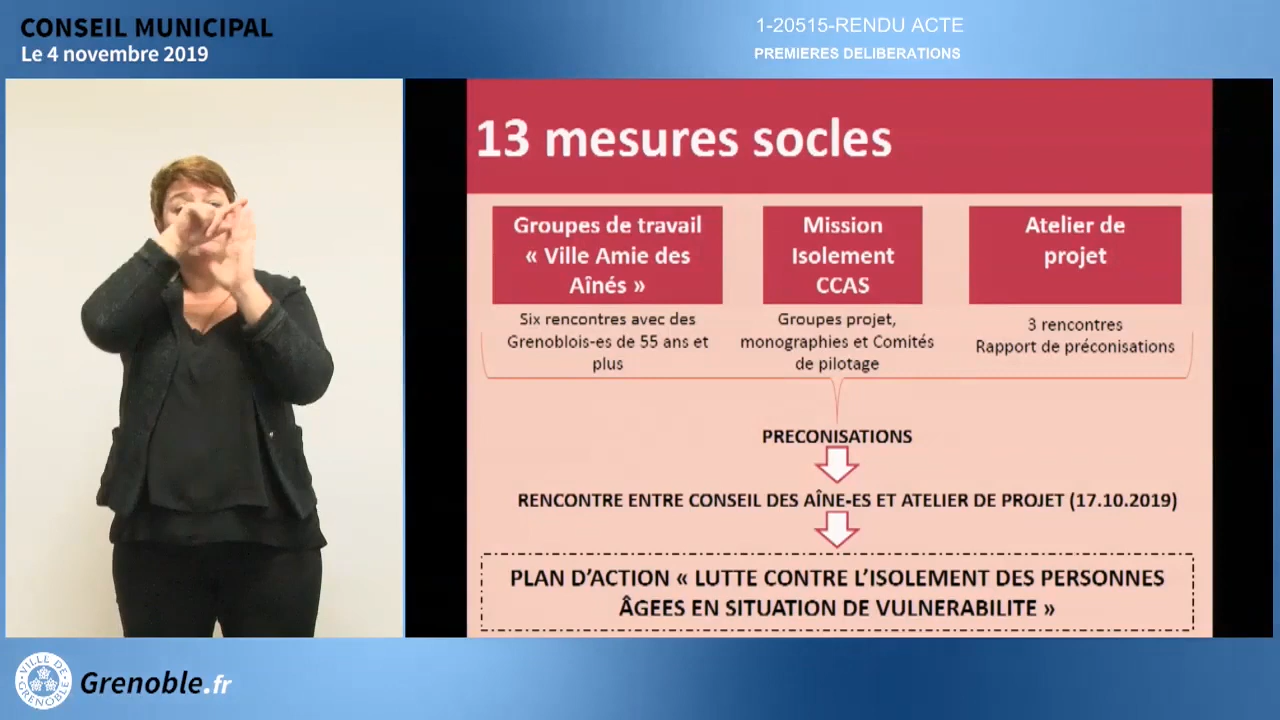 CONSEIL MUNICIPAL
Le 4 novembre 2019
1-20515-RENDU ACTE
PREMIERES DELIBERATIONS
13 mesures socles
Groupes de travail
« Ville Amie des
Aînés »
Mission
Isolement
CCAS
Atelier de
projet
Six rencontres avec des
Grenoblois-es de 55 ans et
plus
Groupes projet,
monographies et Comités
de pilotage
3 rencontres
Rapport de préconisations
PRECONISATIONS
RENCONTRE ENTRE CONSEIL DES AÎNE-ES ET ATELIER DE PROJET (17.10.2019)
PLAN D'ACTION « LUTTE CONTRE L'ISOLEMENT DES PERSONNES
ÂGEES EN SITUATION DE VULNERABILITE »
VILLE DE
GRENOBLE
Grenoble.fr